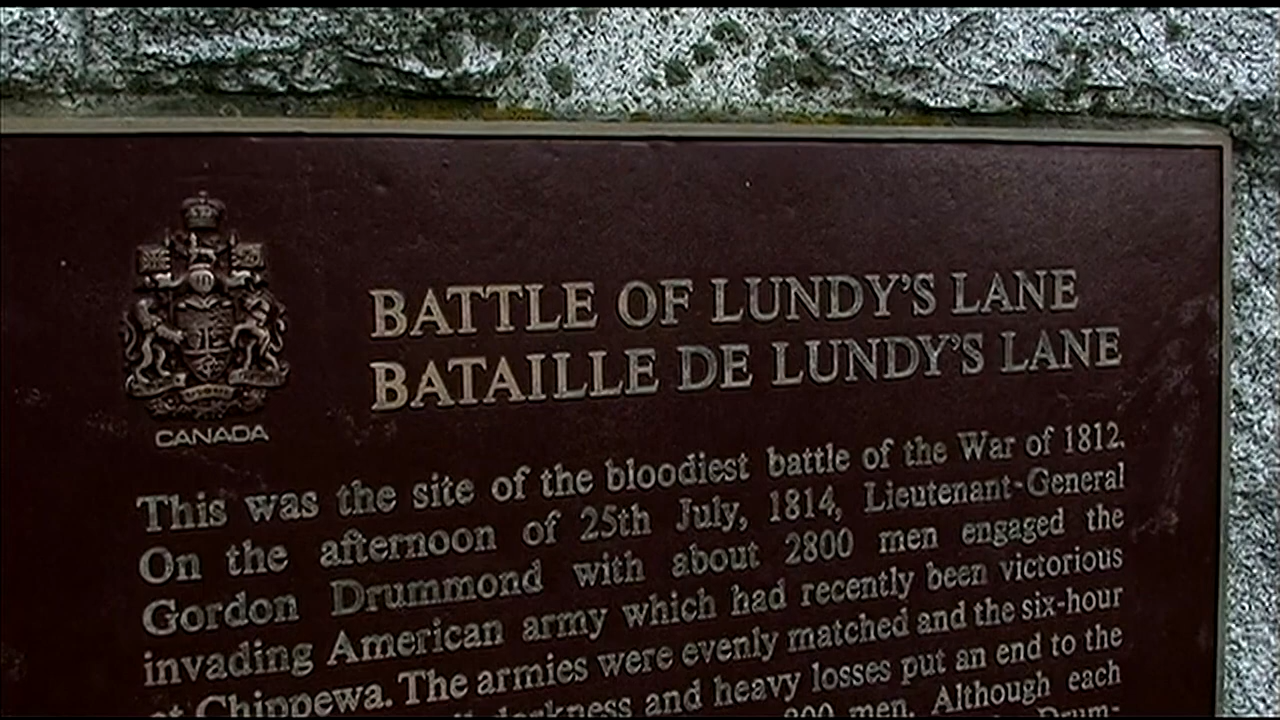 BATTLE OF LUNDY'S LANE
BATAILLE DE LUNDY'S LANE
CANADA
This was the site of the bloodiest battle of the War of 1812.
On the afternoon of 25th July, 1814, Lieutenant-General
Gordon Drummond with about 2800 men engaged the
invading American army which had recently been victorious
at Chippewa. The armies were evenly matched and the six-hour
darkness and heavy losses put an end to the
men. Although each
Drum-